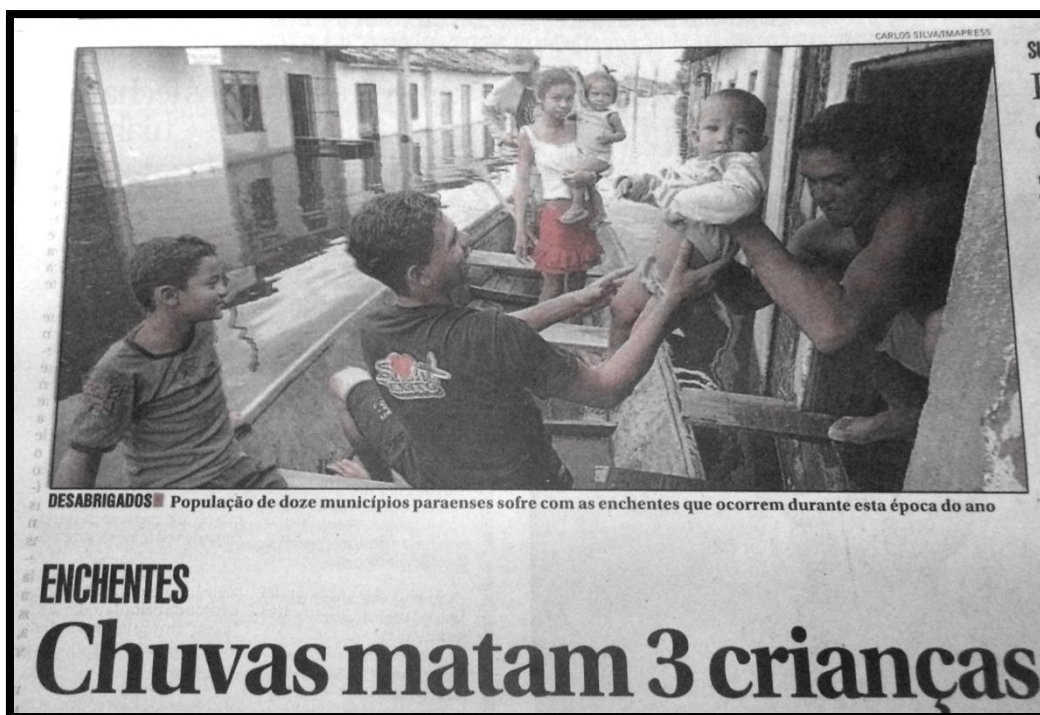 CARLOS SILVA/IMAPRESS
DESABRIGADOS População de doze municípios paraenses sofre com as enchentes que ocorrem durante esta época do ano
ENCHENTES
Chuvas matam 3 crianças